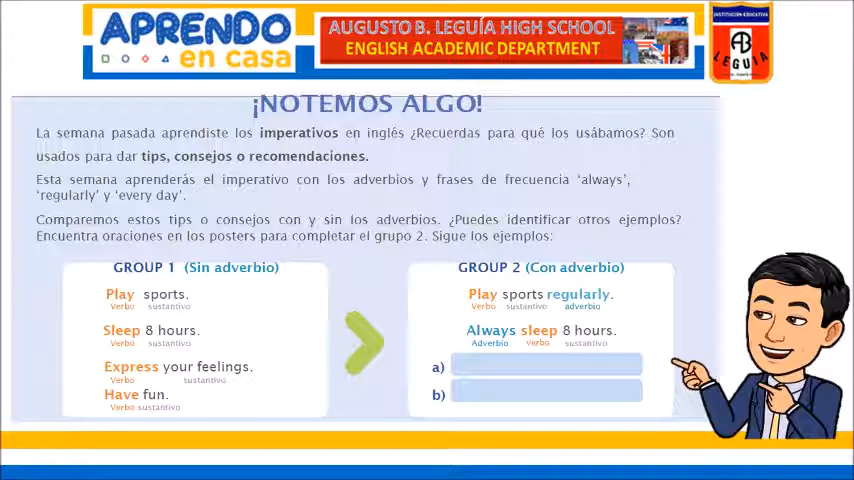 APRENDO
en casa
AUGUSTO B. LEGUÍA HIGH SCHOOL
ENGLISH ACADEMIC DEPARTMENT
INSTITUCIÓN EDUCATIVA
AB
LEGUIA
¡NOTEMOS ALGO!
La semana pasada aprendiste los imperativos en inglés ¿Recuerdas para qué los usábamos? Son
usados para dar tips, consejos o recomendaciones.
Esta semana aprenderás el imperativo con los adverbios y frases de frecuencia ‘always’,
‘regularly’ y ‘every day’.
Comparemos estos tips o consejos con y sin los adverbios. ¿Puedes identificar otros ejemplos?
Encuentra oraciones en los posters para completar el grupo 2. Sigue los ejemplos:
GROUP 1 (Sin adverbio)
Play sports.
Verbo sustantivo
Sleep 8 hours.
Verbo sustantivo
Express your feelings.
Verbo sustantivo
Have fun.
Verbo sustantivo
GROUP 2 (Con adverbio)
Play sports regularly.
Verbo sustantivo adverbio
Always sleep 8 hours.
Adverbio verbo sustantivo
a)
b)